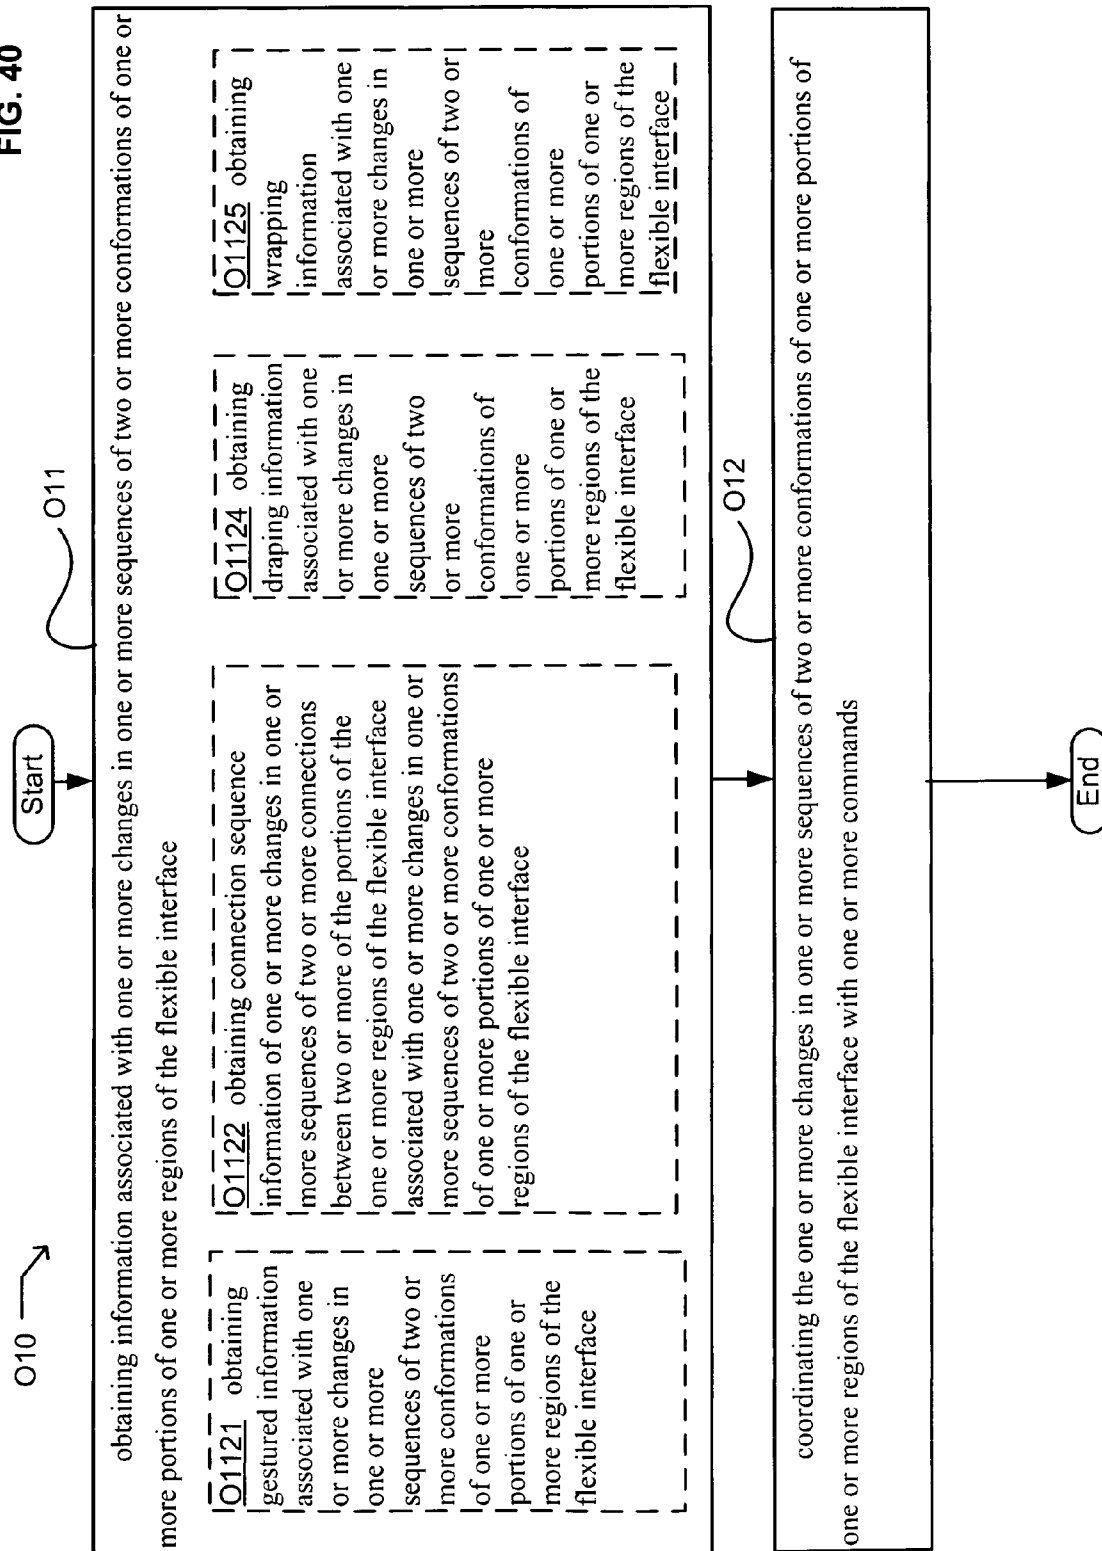 FIG. 40
O10
Start
O11
obtaining information associated with one or more changes in one or more sequences of two or more conformations of one or
more portions of one or more regions of the flexible interface
O1121 obtaining
gestured information
associated with one
or more changes in
one or more
sequences of two or
more conformations
of one or more
portions of one or
more regions of the
flexible interface
O1122 obtaining connection sequence
information of one or more changes in one or
more sequences of two or more connections
between two or more of the portions of the
one or more regions of the flexible interface
associated with one or more changes in one or
more sequences of two or more conformations
of one or more portions of one or more
regions of the flexible interface
O1124 obtaining
draping information
associated with one
or more changes in
one or more
sequences of two
or more
conformations of
one or more
portions of one or
more regions of the
flexible interface
O1125 obtaining
wrapping
information
associated with one
or more changes in
one or more
sequences of two or
more
conformations of
one or more
portions of one or
more regions of the
flexible interface
O12
coordinating the one or more changes in one or more sequences of two or more conformations of one or more portions of
one or more regions of the flexible interface with one or more commands
End